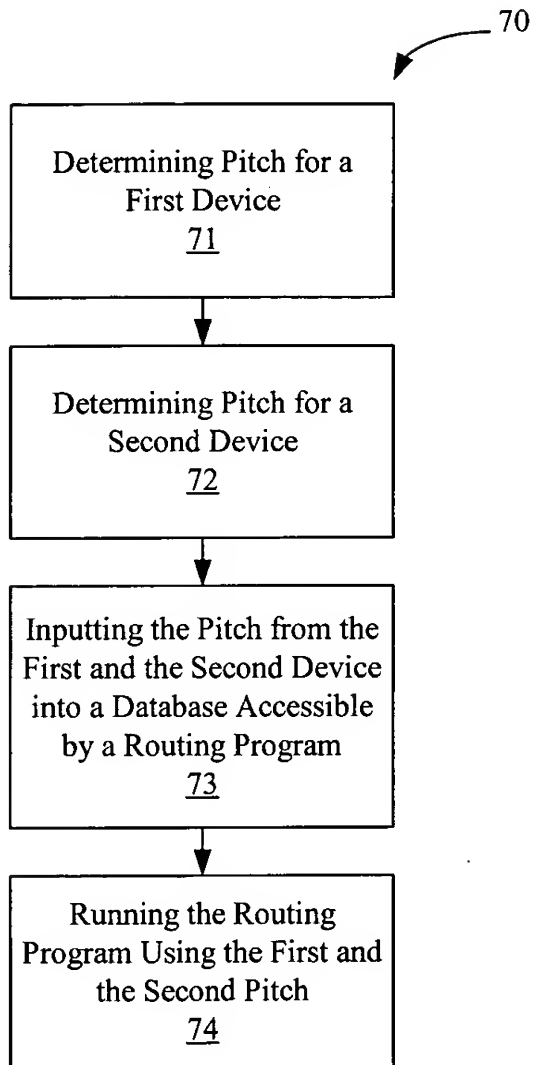 70
Determining Pitch for a
First Device
71
Determining Pitch for a
Second Device
72
Inputting the Pitch from the
First and the Second Device
into a Database Accessible
by a Routing Program
73
Running the Routing
Program Using the First and
the Second Pitch
74